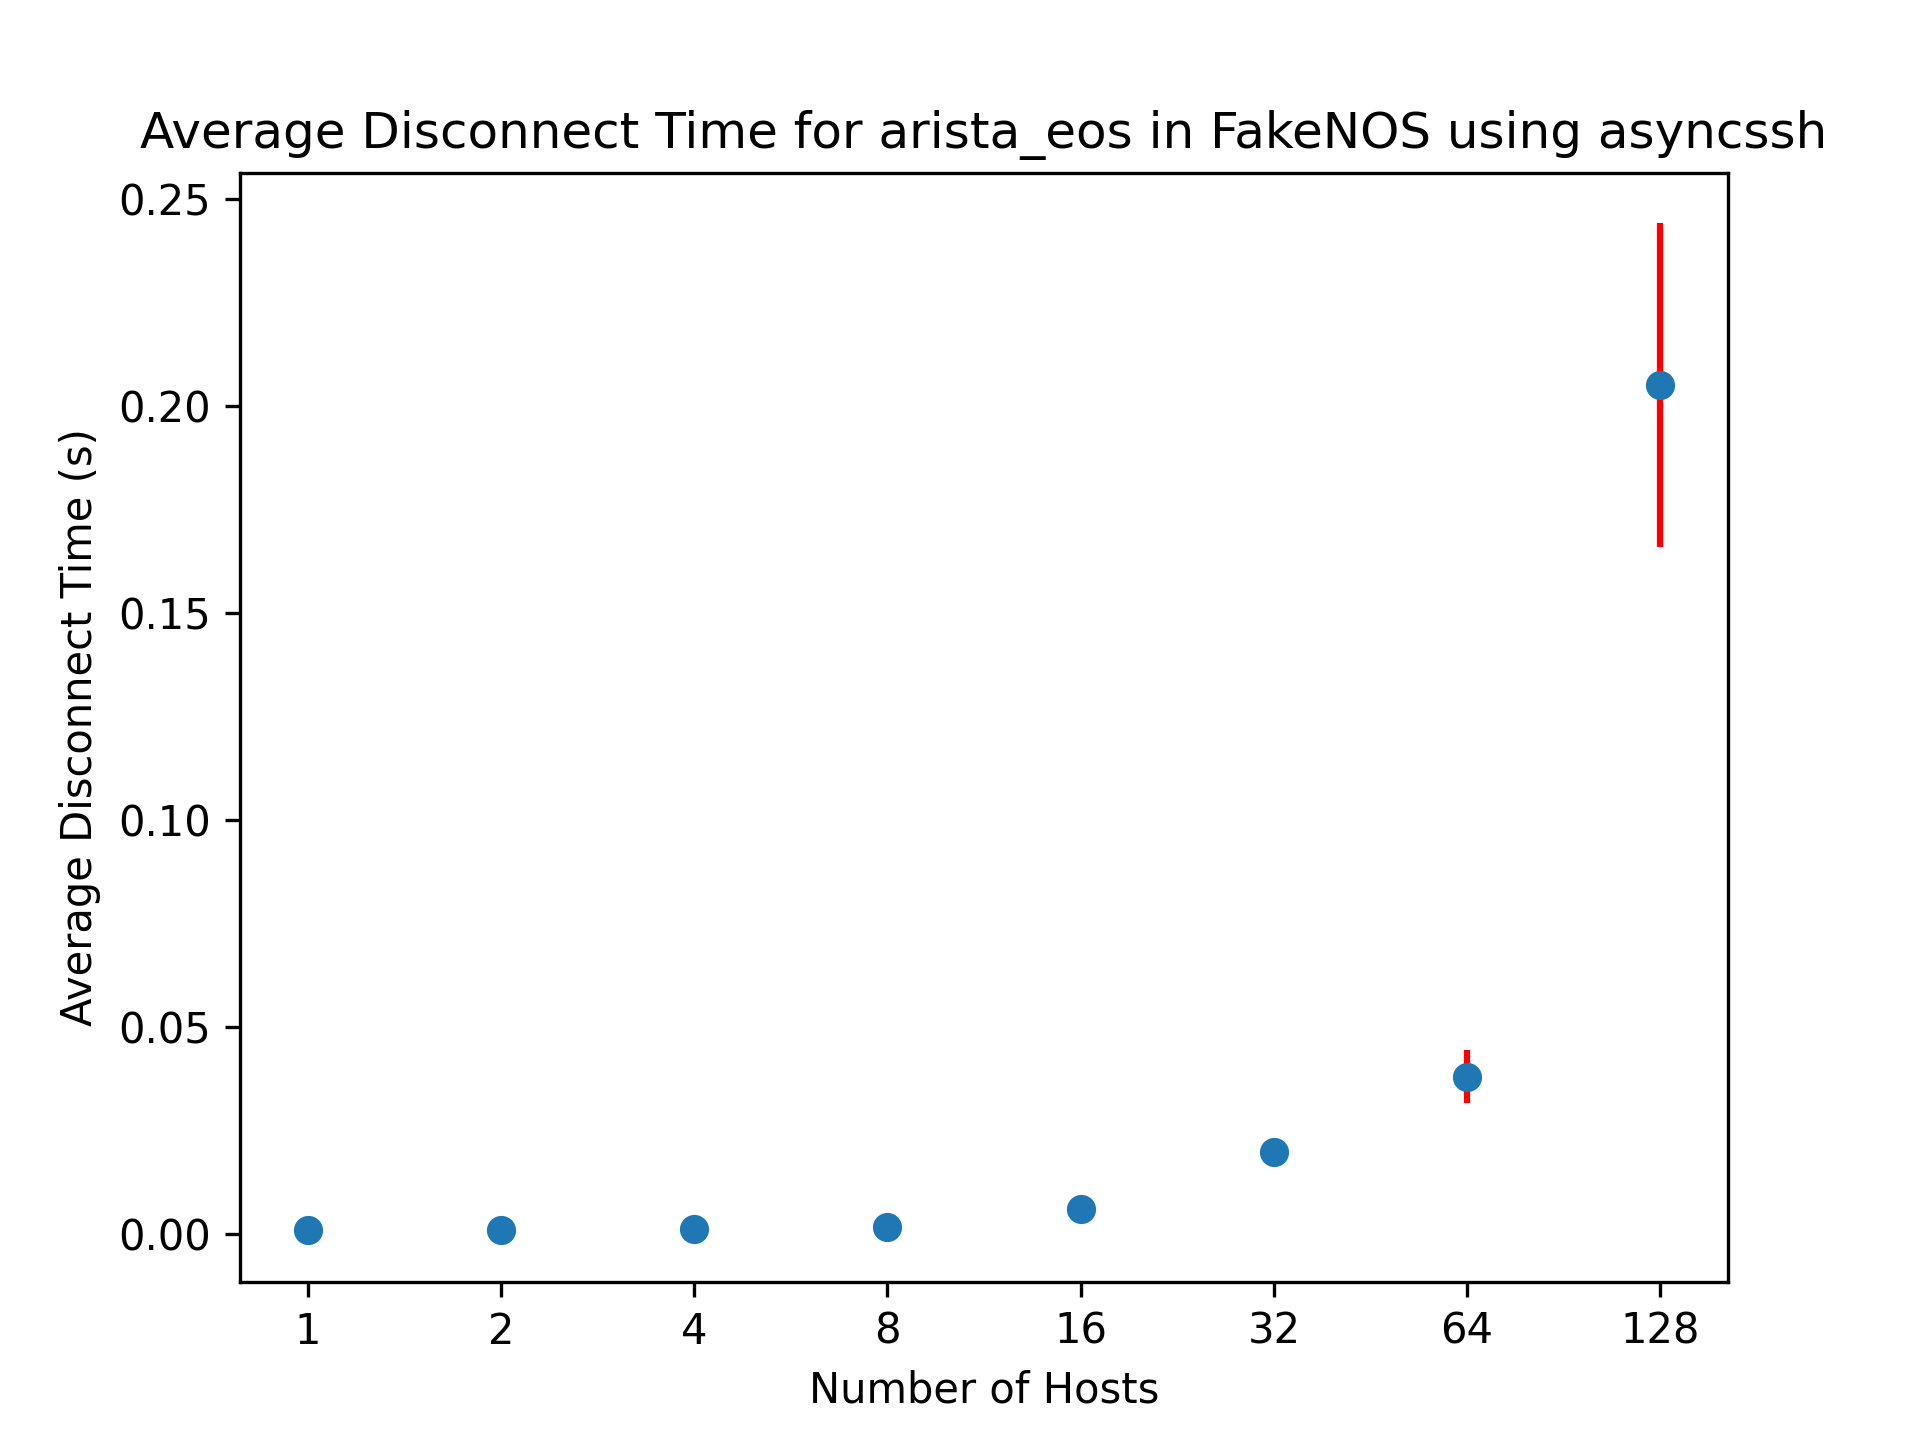 Average Disconnect Time for arista_eos in FakeNOS using asyncssh
0.25
0.20
0.15
0.10
0.05
0.00
Average Disconnect Time (s)
1 2 4 8 16 32 64 128
Number of Hosts